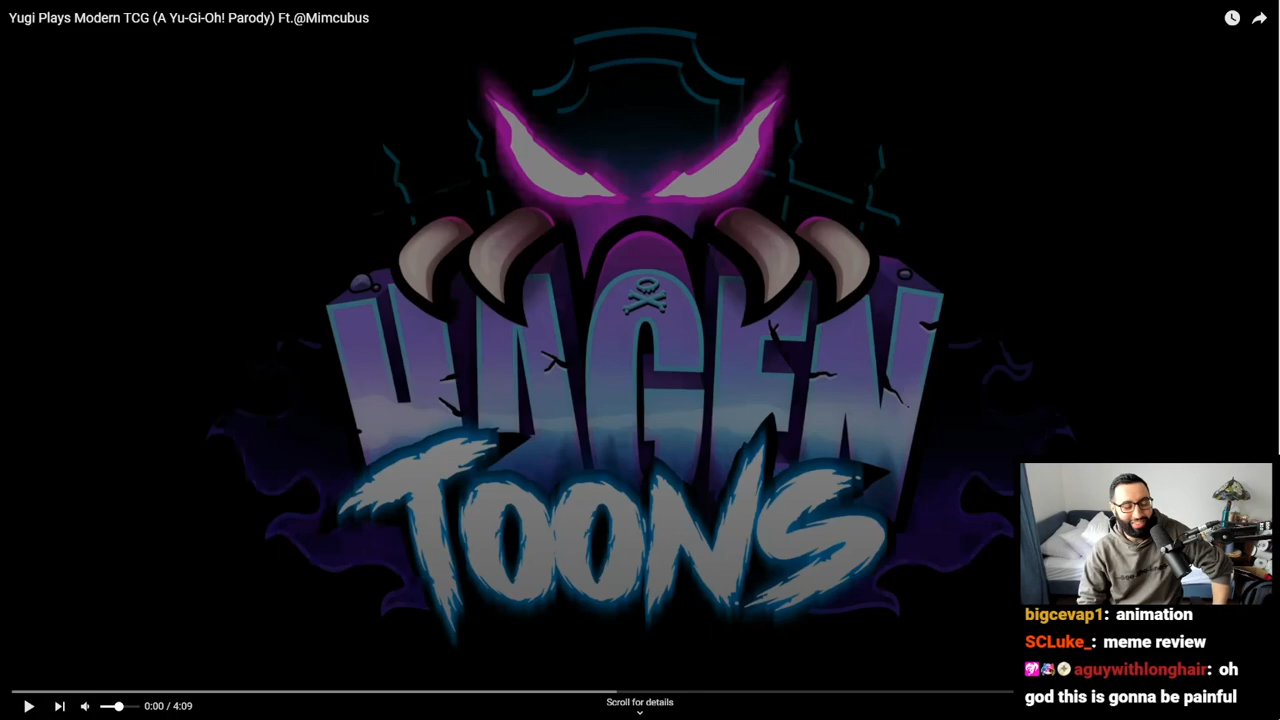 Yugi Plays Modern TCG (A Yu-Gi-Oh! Parody) Ft.@Mimcubus
HAGEN
TOONS
bigcevap1: animation
SCLuke_: meme review
aguywithlonghair: oh
god this is gonna be painful
0:00 / 4:09
Scroll for details